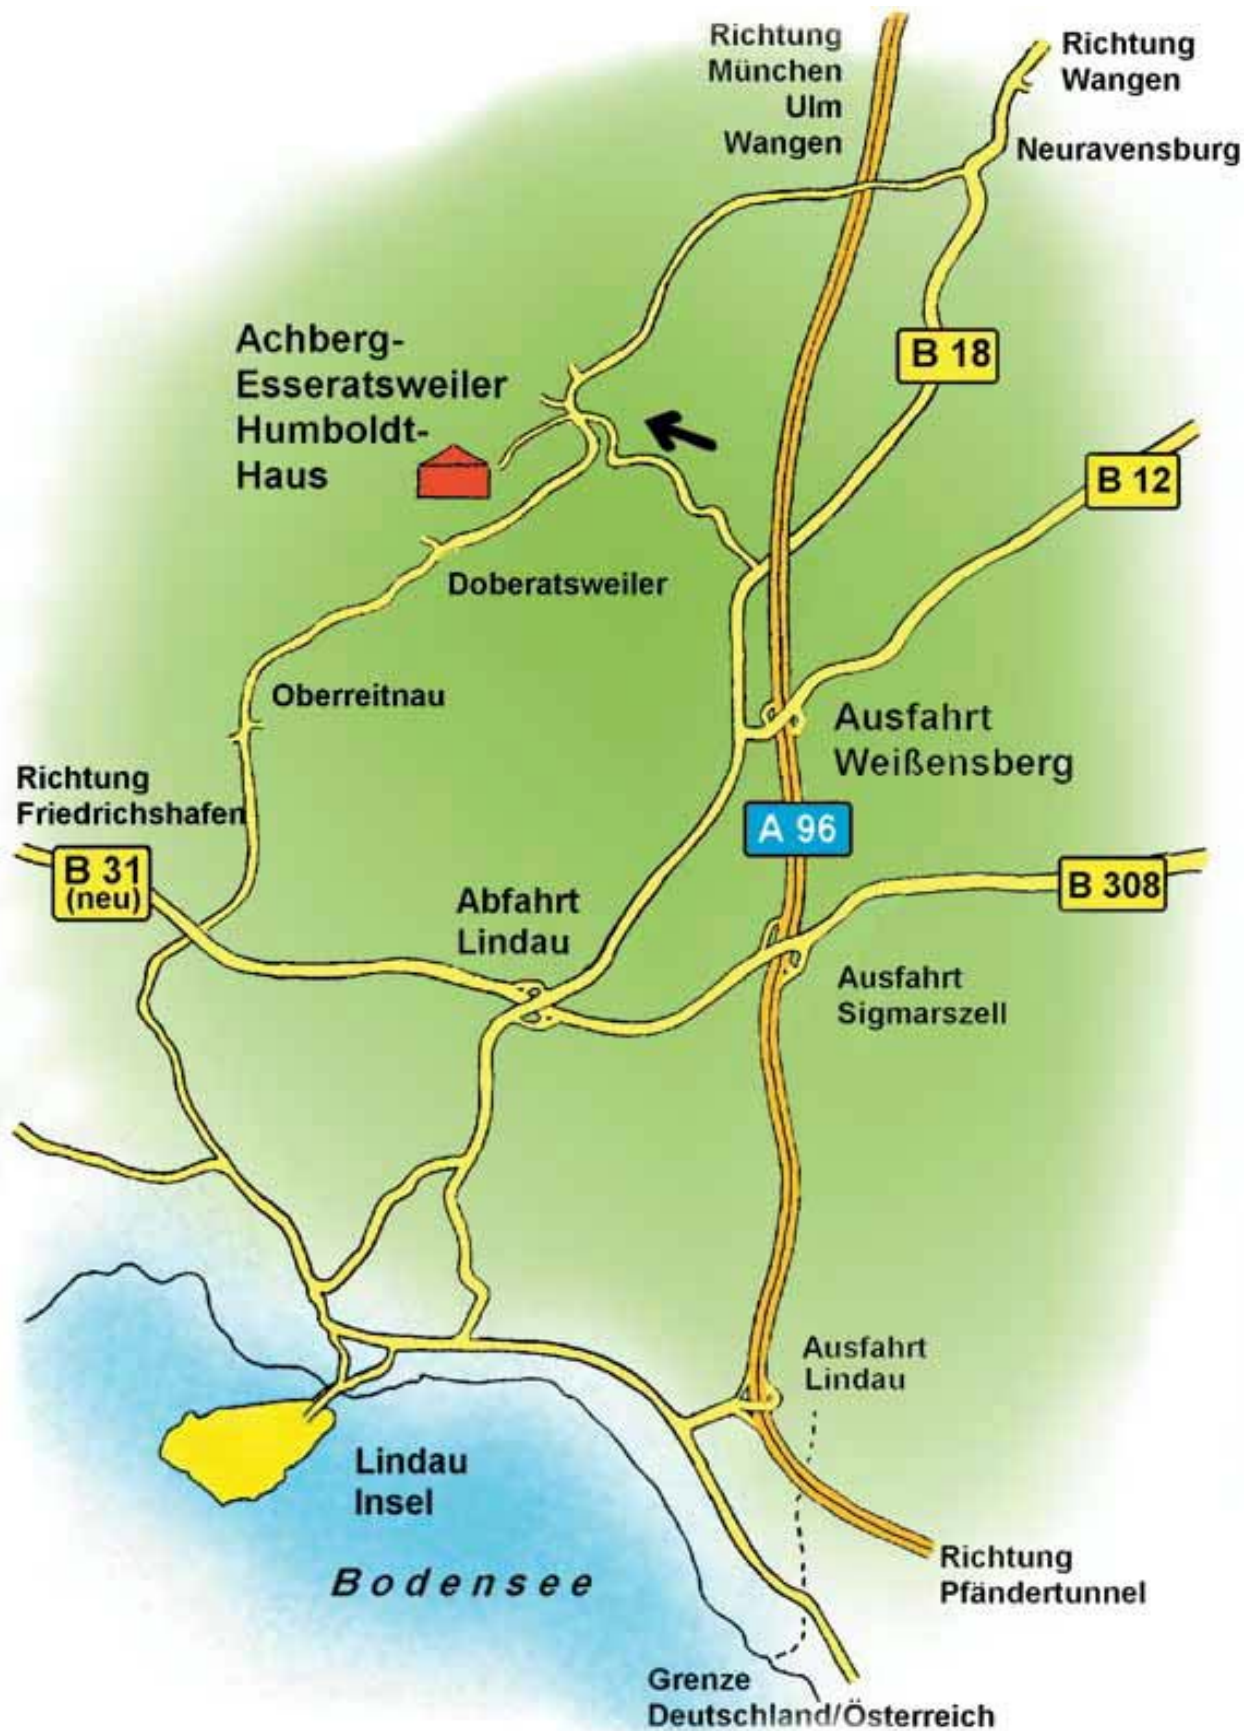 Richtung
München
Ulm
Wangen
Richtung
Wangen
Neuravensburg
Achberg-
Esseratsweiler
Humboldt-
Haus
B 18
B 12
Doberatsweiler
Oberreitnau
Ausfahrt
Weißensberg
Richtung
Friedrichshafen
A 96
B 31
(neu)
B 308
Abfahrt
Lindau
Ausfahrt
Sigmarszell
Ausfahrt
Lindau
Lindau
Insel
Bodensee
Richtung
Pfändertunnel
Grenze
Deutschland/Österreich